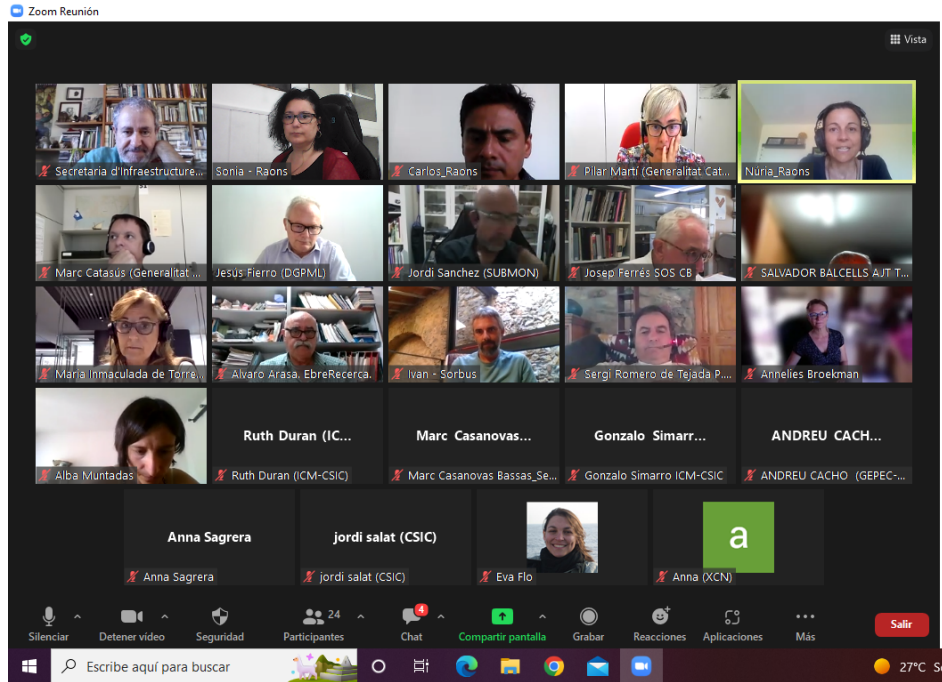 Zoom Reunión
Vista
Secretaria d'Infraestructure...
Sonia - Raons
Carlos_Raons
Pilar Martí (Generalitat Cat...
Núria_Raons
Marc Catasús (Generalitat ...
Jesús Fierro (DGPML)
Jordi Sanchez (SUBMON)
Josep Ferrés SOS CB
SALVADOR BALCELLS AJT T...
Maria Inmaculada de Torre...
Álvaro Arasa. EbreRecerca.
Ivan - Sorbus
Sergi Romero de Tejada P....
Annelies Broekman
Alba Muntadas
Ruth Duran (IC...
Ruth Duran (ICM-CSIC)
Marc Casanovas...
Marc Casanovas Bassas_Se...
Gonzalo Simarr...
Gonzalo Simarro ICM-CSIC
ANDREU CACH...
ANDREU CACHO (GEPEC-...
Anna Sagrera
Anna Sagrera
jordi salat (CSIC)
jordi salat (CSIC)
Eva Flo
a
Anna (XCN)
Silenciar
Detener vídeo
Seguridad
24
Participantes
4
Chat
Compartir pantalla
Grabar
Reacciones
Aplicaciones
Más
Salir
Escribe aquí para buscar
27°C